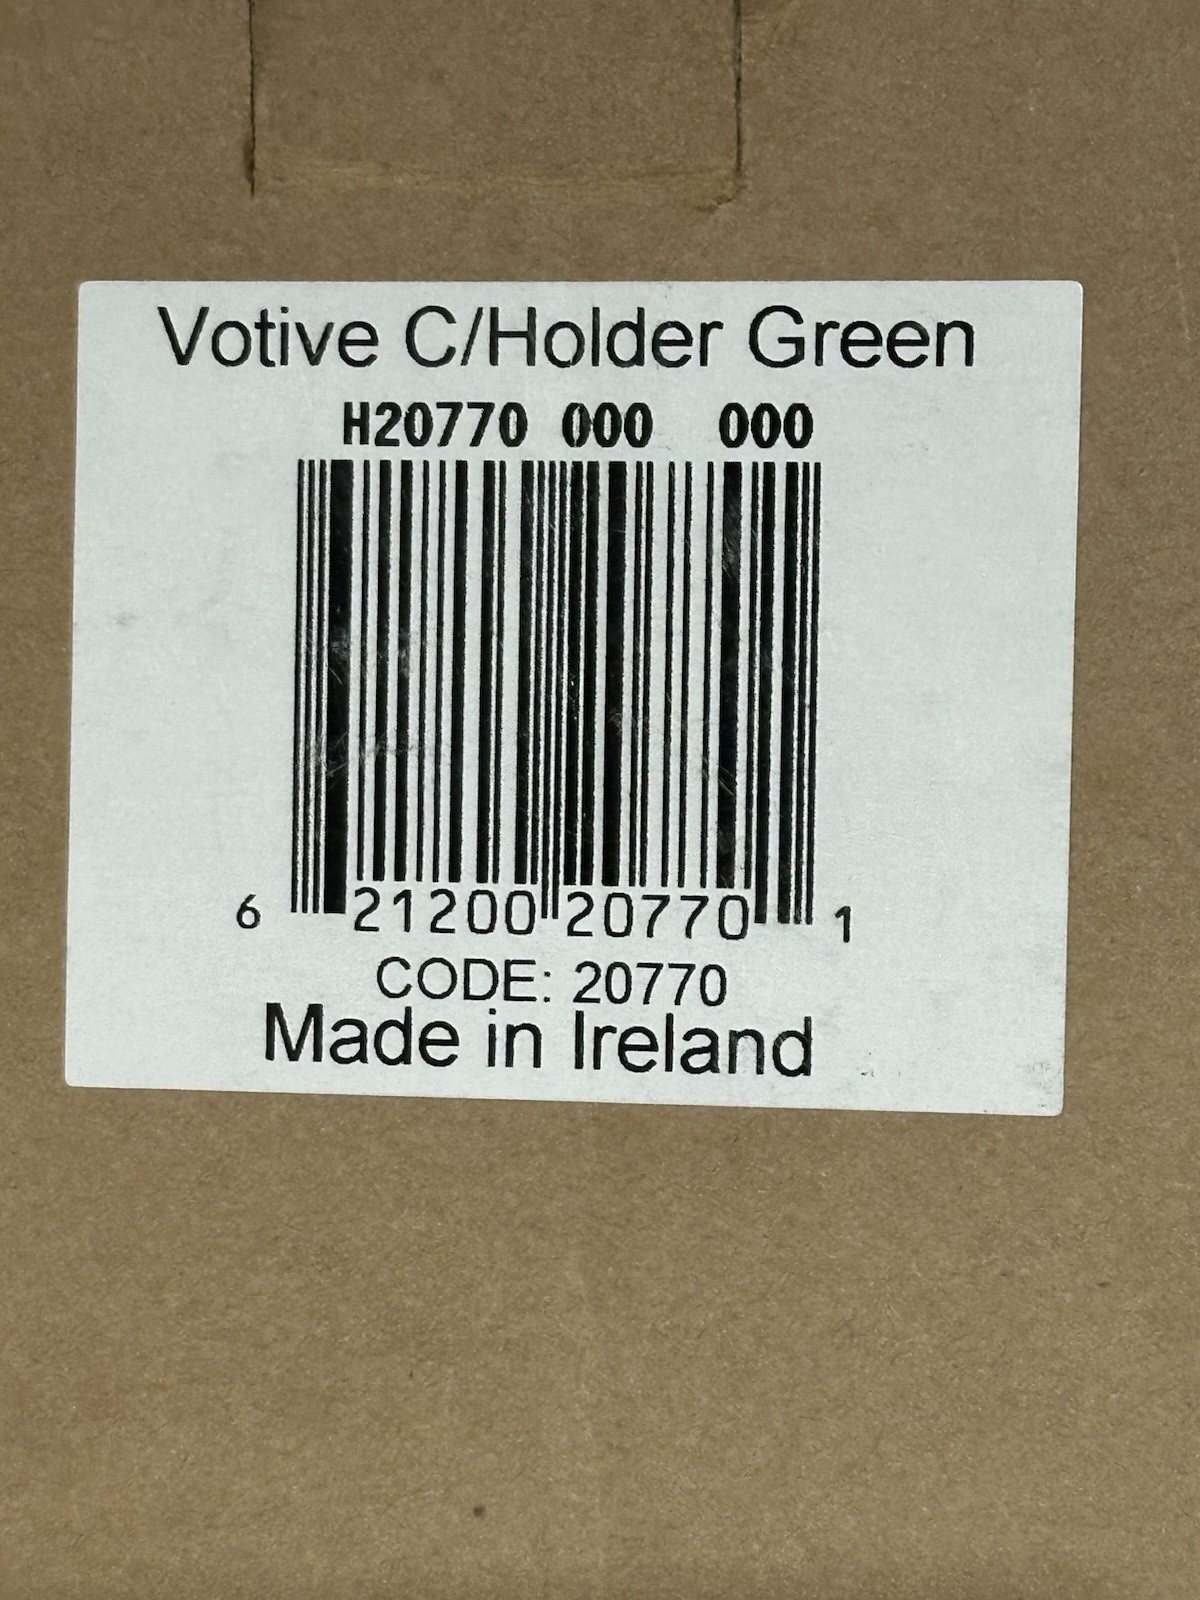 Votive C/Holder Green
H20770 000 000
6 21200 20770 1
CODE: 20770
Made in Ireland